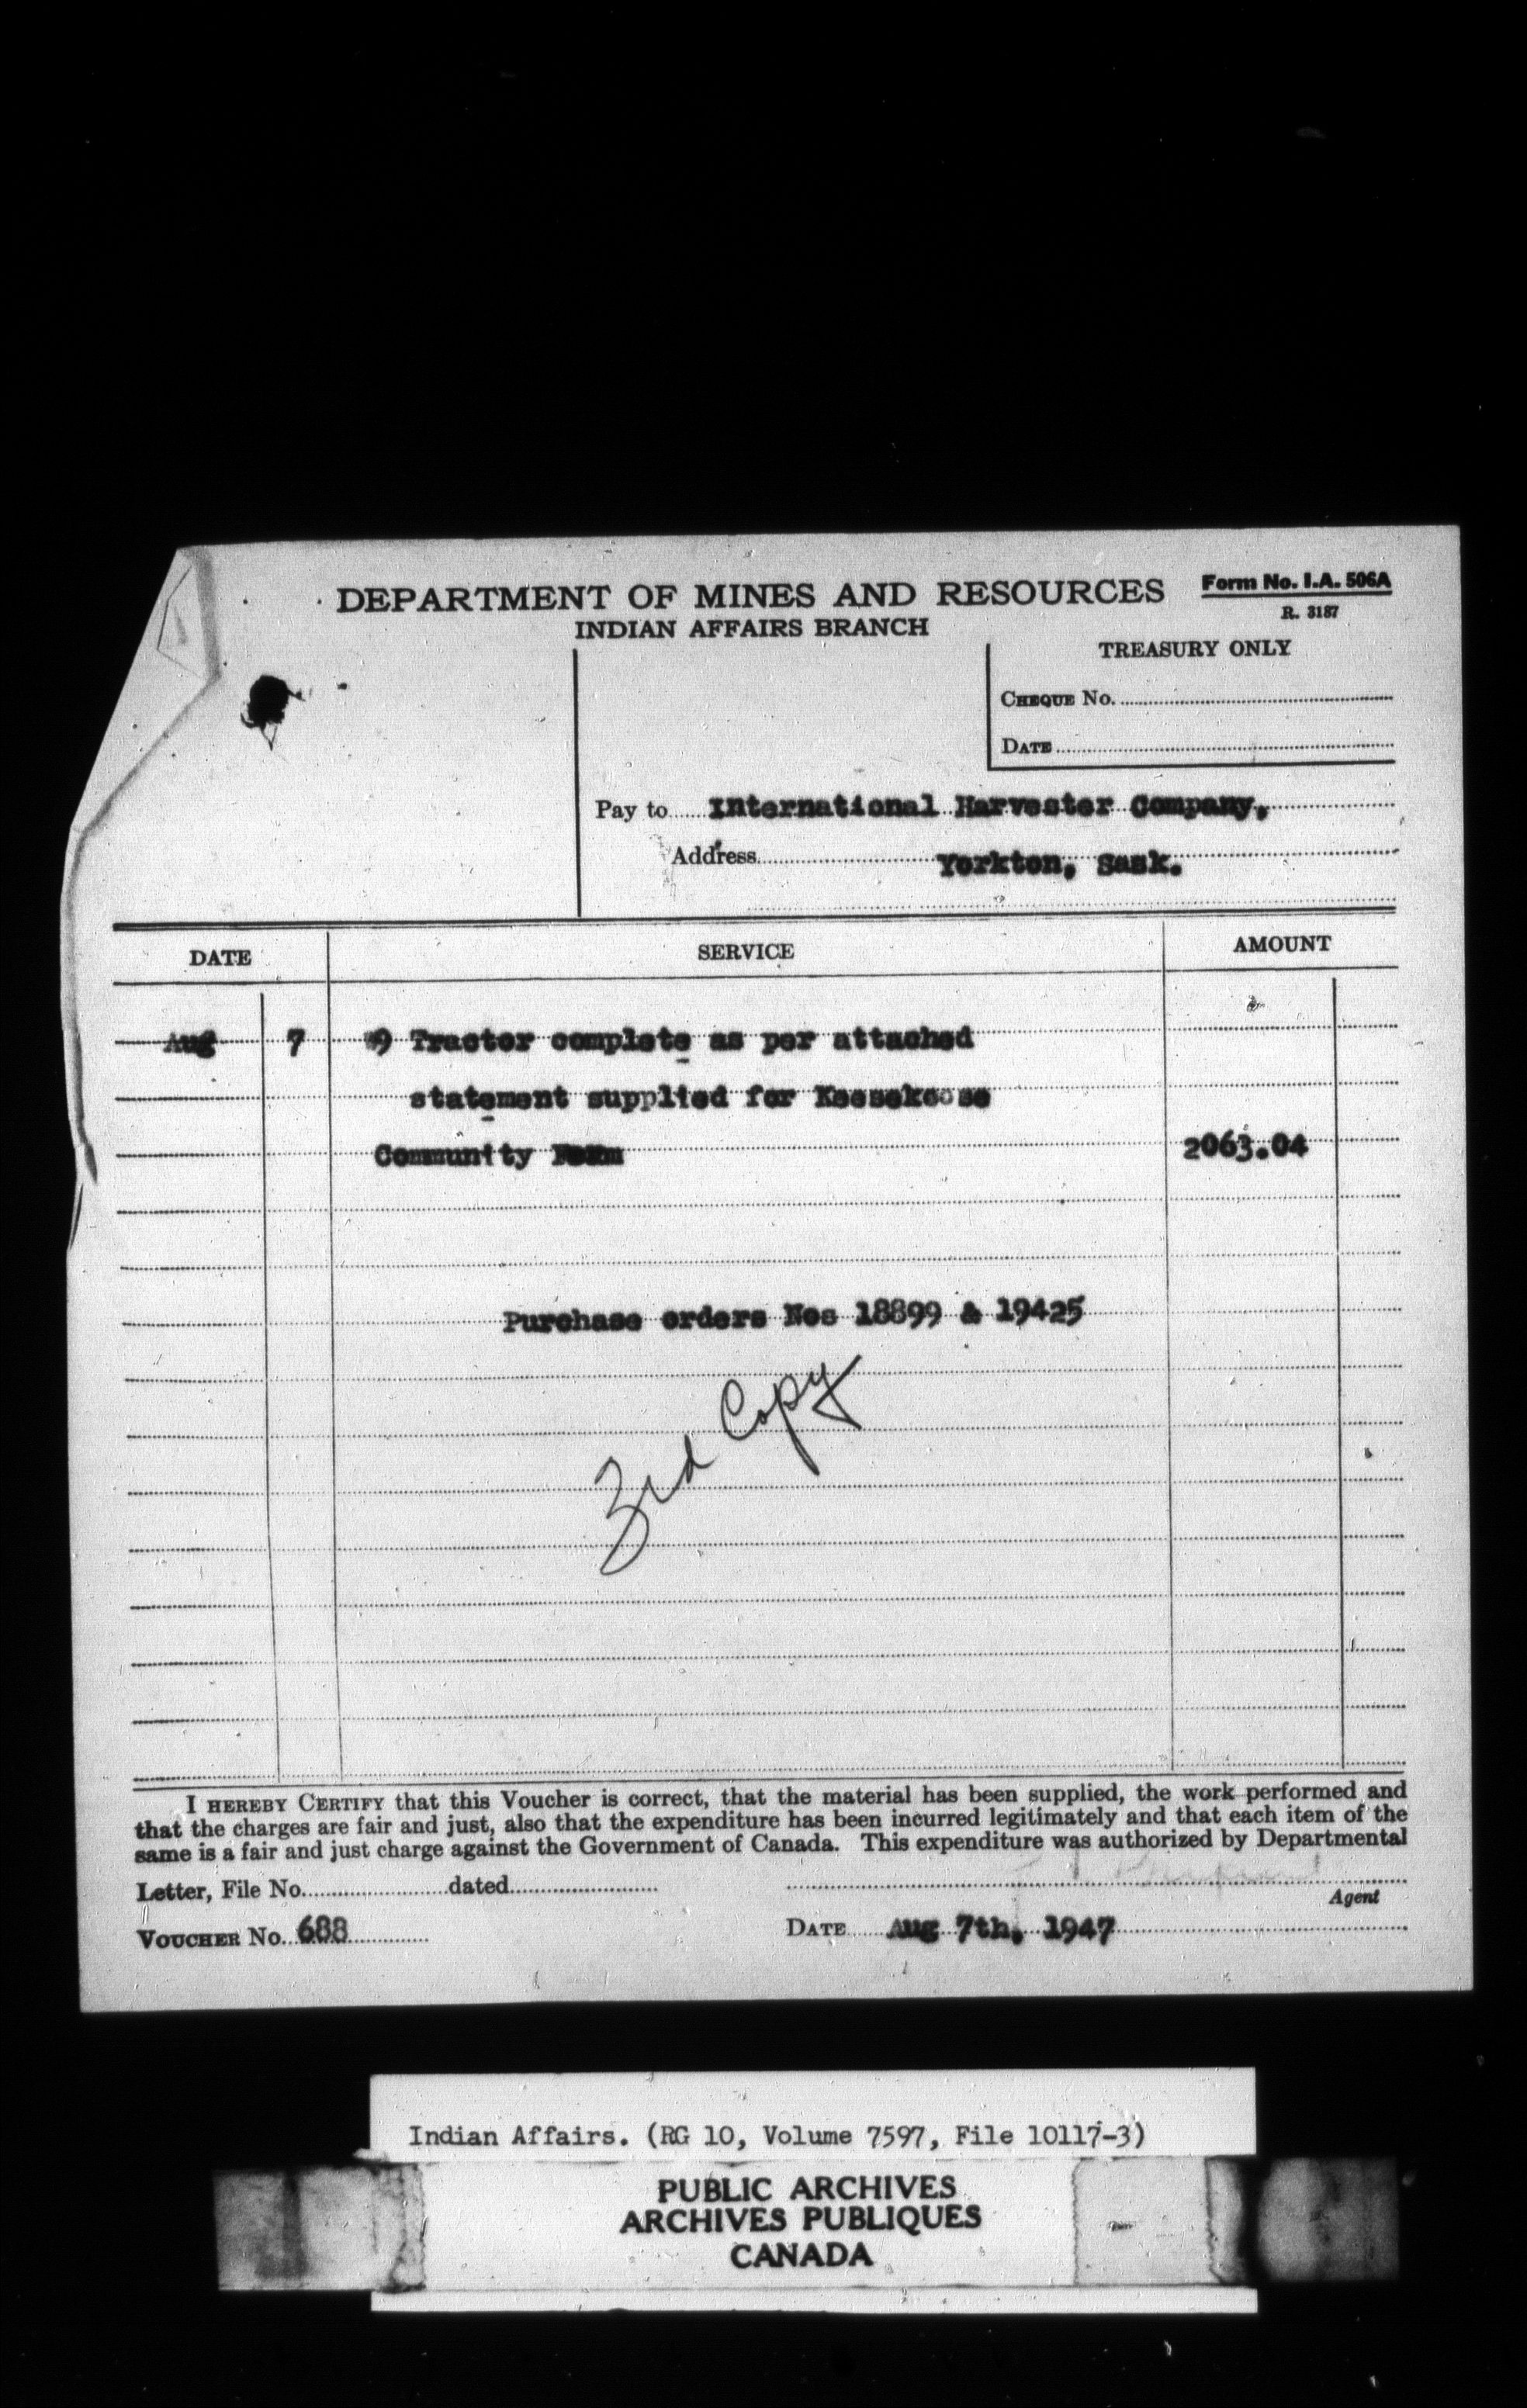 DEPARTMENT OF MINES AND RESOURCES
Form No. I.A. 506A
R. 3187
INDIAN AFFAIRS BRANCH
TREASURY ONLY
CHEQUE No.
DATE
Pay to International Harvester Company,
Address Yorkton, Sask.
DATE SERVICE AMOUNT
Aug 7 W9 Tractor complete as per attached
statement supplied for Keesekoose
Community Farm 2063.04
Purchase orders Nos 18899 & 19425
3rd Copy
I HEREBY CERTIFY that this Voucher is correct, that the material has been supplied, the work performed and
that the charges are fair and just, also that the expenditure has been incurred legitimately and that each item of the
same is a fair and just charge against the Government of Canada. This expenditure was authorized by Departmental
Letter, File No. dated
Agent
VOUCHER No. 688 DATE Aug 7th, 1947
Indian Affairs. (RG 10, Volume 7597, File 10117-3)
PUBLIC ARCHIVES
ARCHIVES PUBLIQUES
CANADA